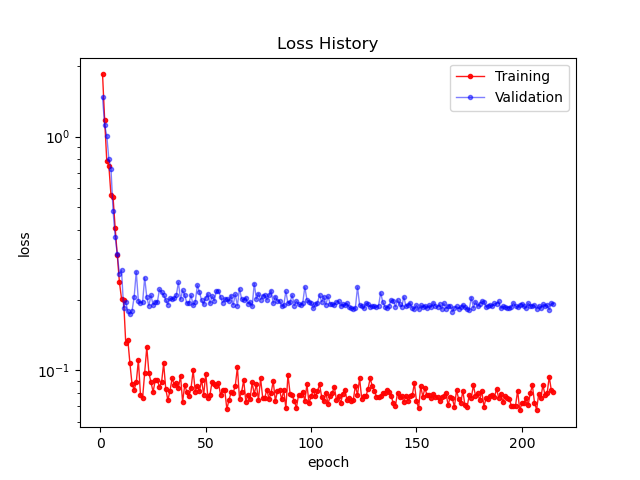 Loss History
Training
Validation
10⁰
10⁻¹
loss
0
50
100
150
200
epoch